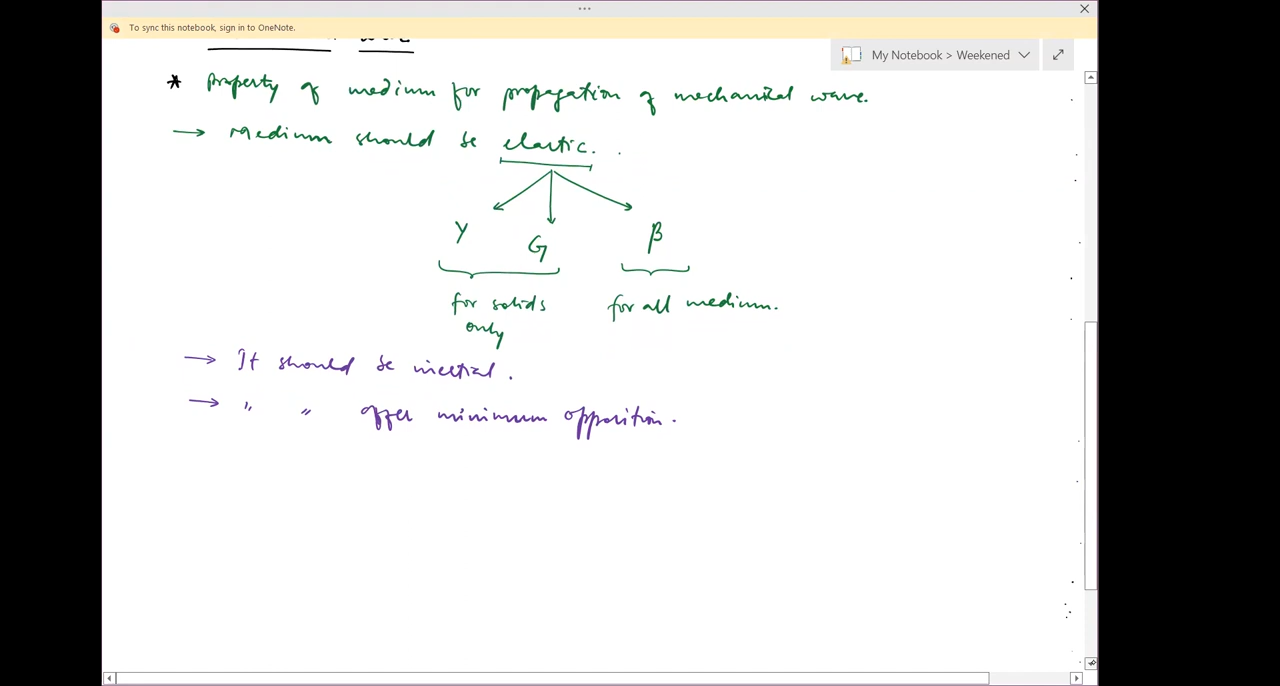 To sync this notebook, sign in to OneNote.
My Notebook > Weekened
* Property of medium for propagation of mechanical wave.
→ Medium should be elastic.
Y G β
for solids only
for all medium.
→ It should be inertial.
→ " " offer minimum opposition.